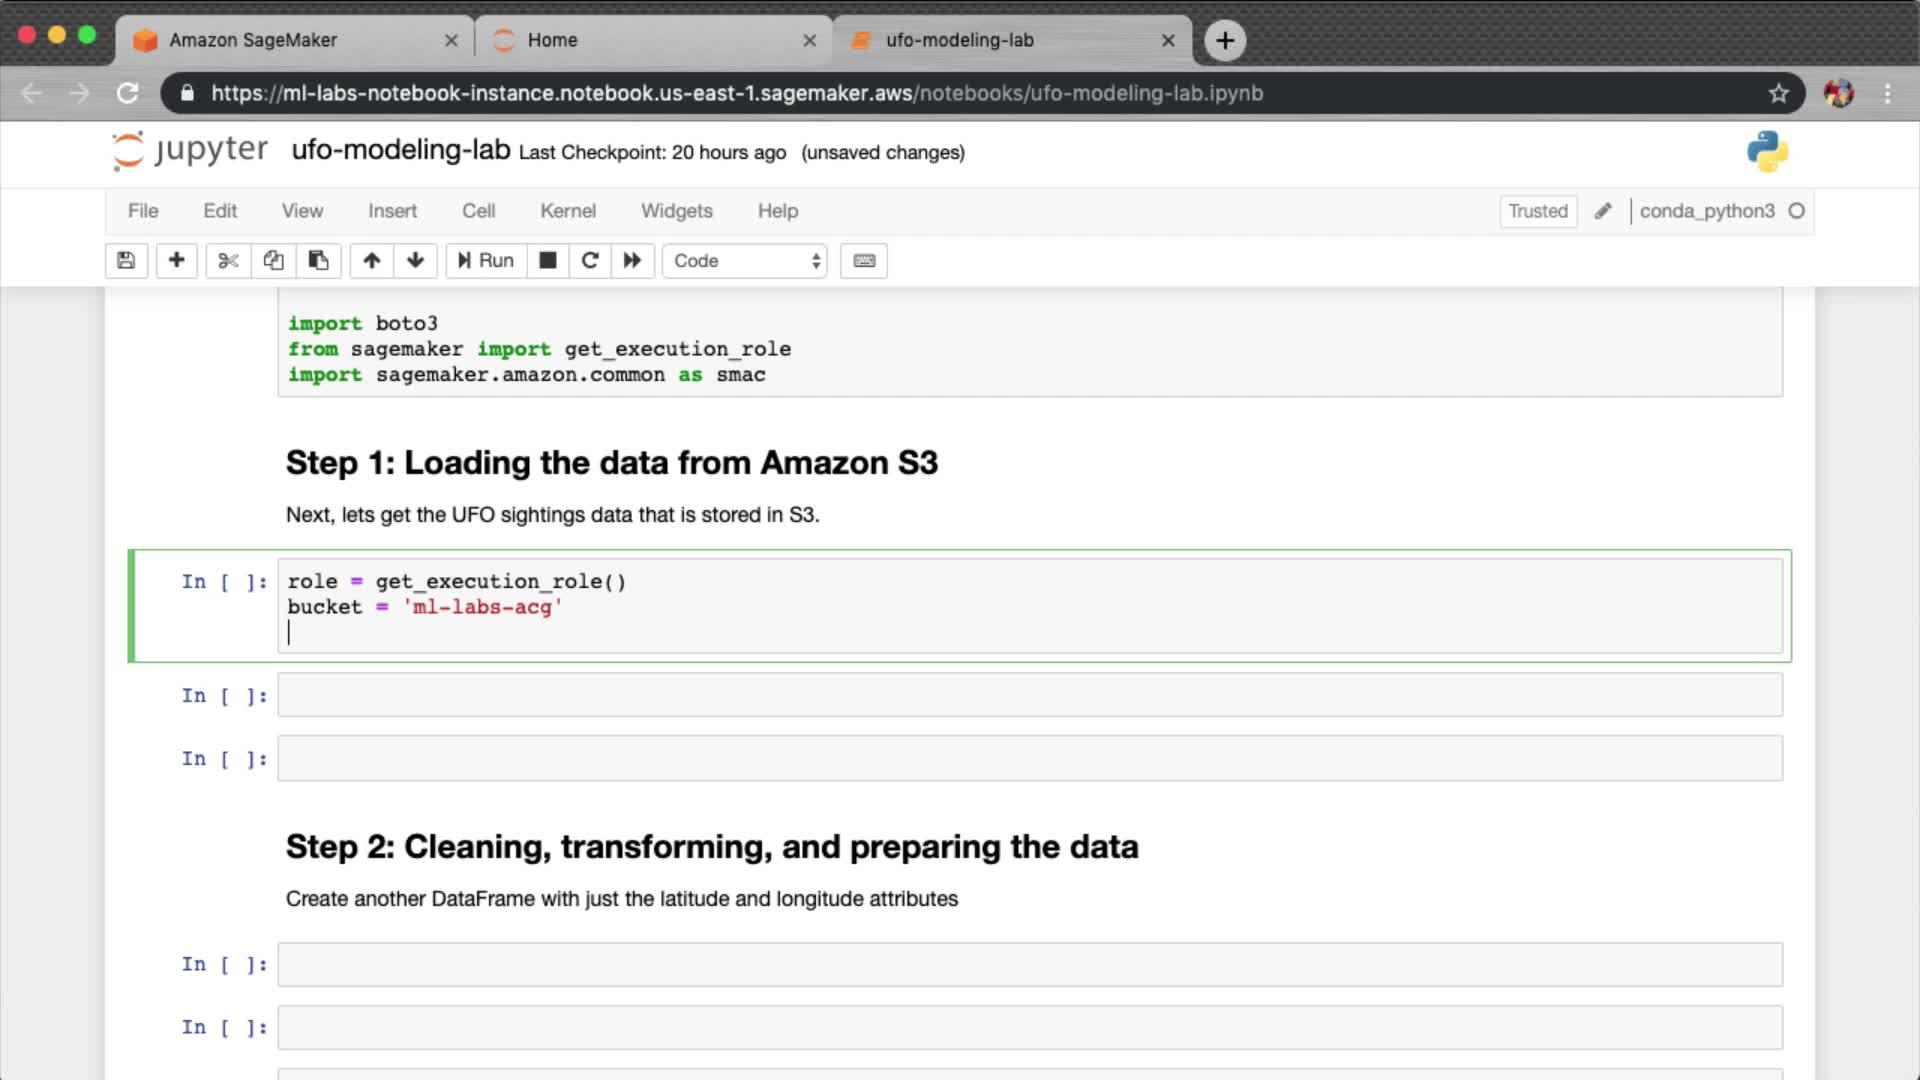 Amazon SageMaker
Home
ufo-modeling-lab
https://ml-labs-notebook-instance.notebook.us-east-1.sagemaker.aws/notebooks/ufo-modeling-lab.ipynb
jupyter ufo-modeling-lab Last Checkpoint: 20 hours ago (unsaved changes)
File Edit View Insert Cell Kernel Widgets Help Trusted conda_python3
Run Code
import boto3
from sagemaker import get_execution_role
import sagemaker.amazon.common as smac
Step 1: Loading the data from Amazon S3
Next, lets get the UFO sightings data that is stored in S3.
In [ ]: role = get_execution_role()
bucket = 'ml-labs-acg'
In [ ]:
In [ ]:
Step 2: Cleaning, transforming, and preparing the data
Create another DataFrame with just the latitude and longitude attributes
In [ ]:
In [ ]: